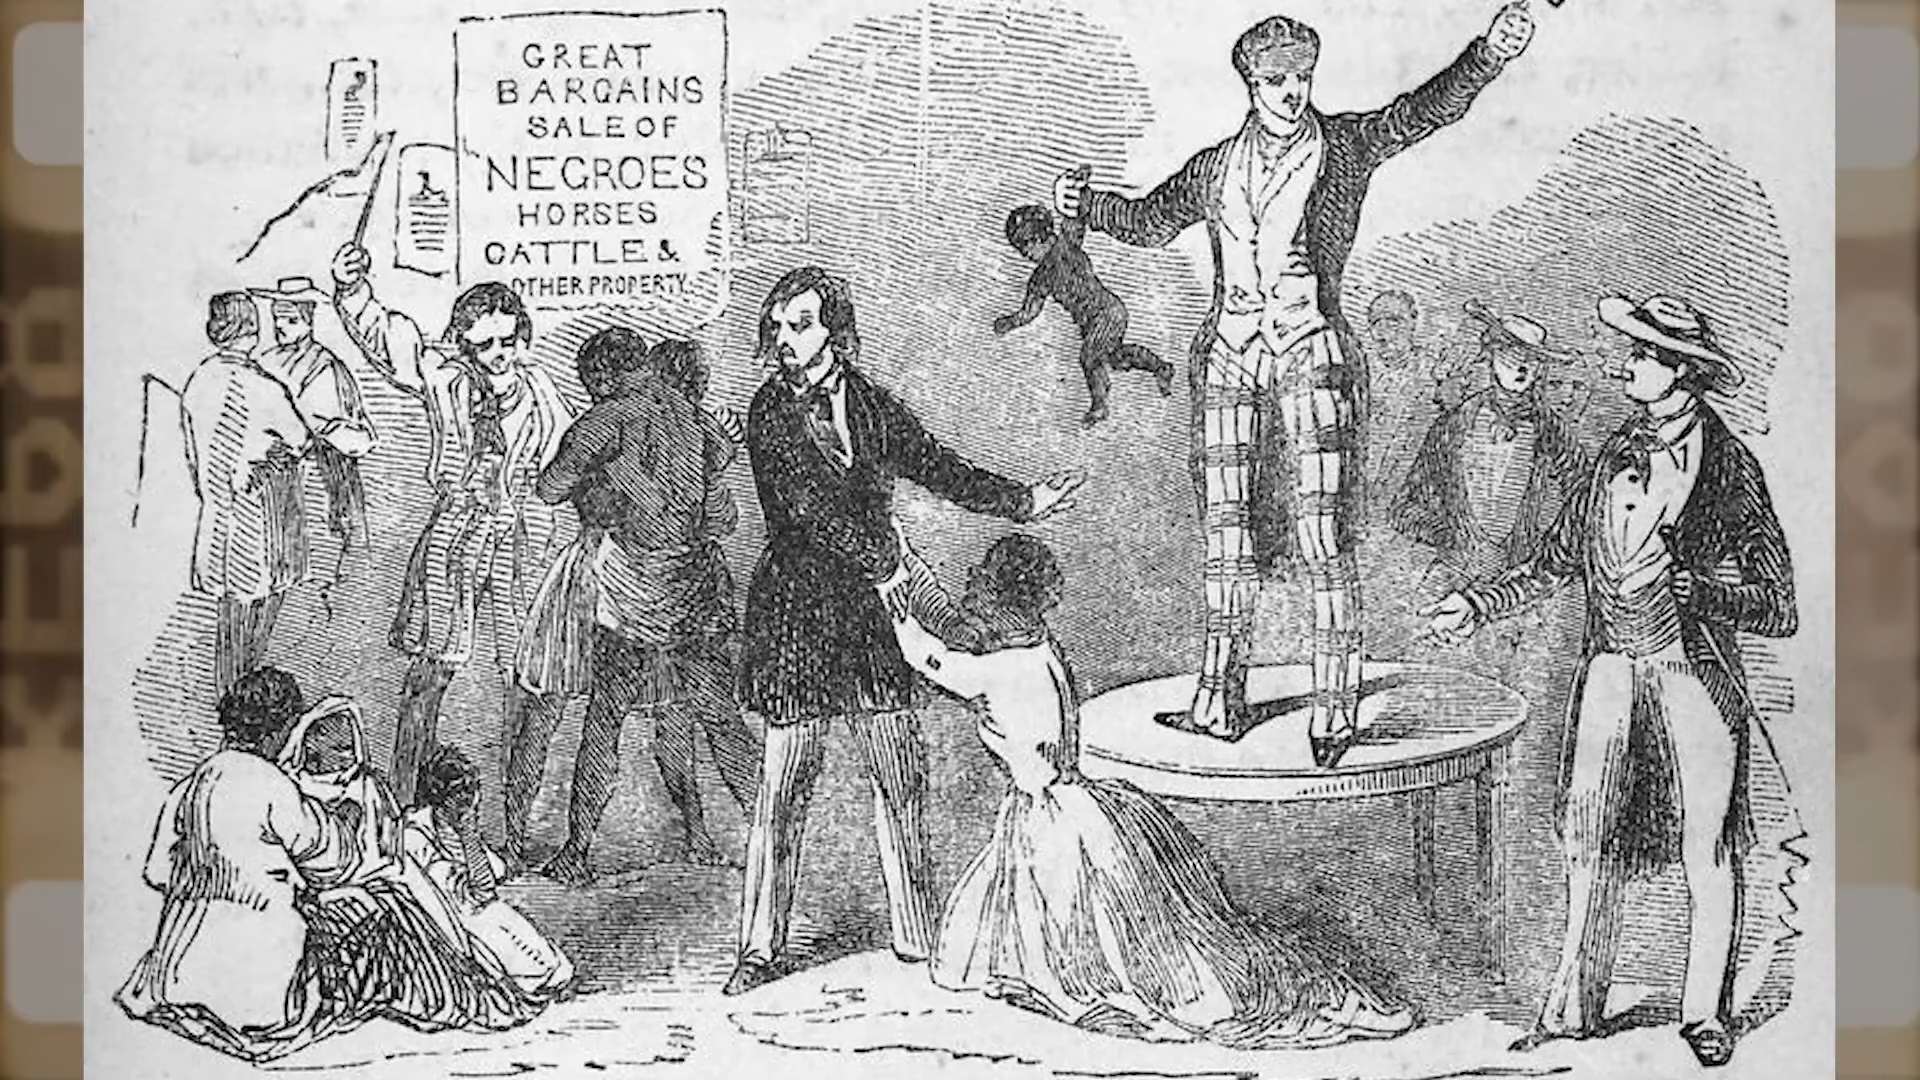 GREAT
BARGAINS
SALE OF
NEGROES
HORSES
CATTLE &
OTHER PROPERTY